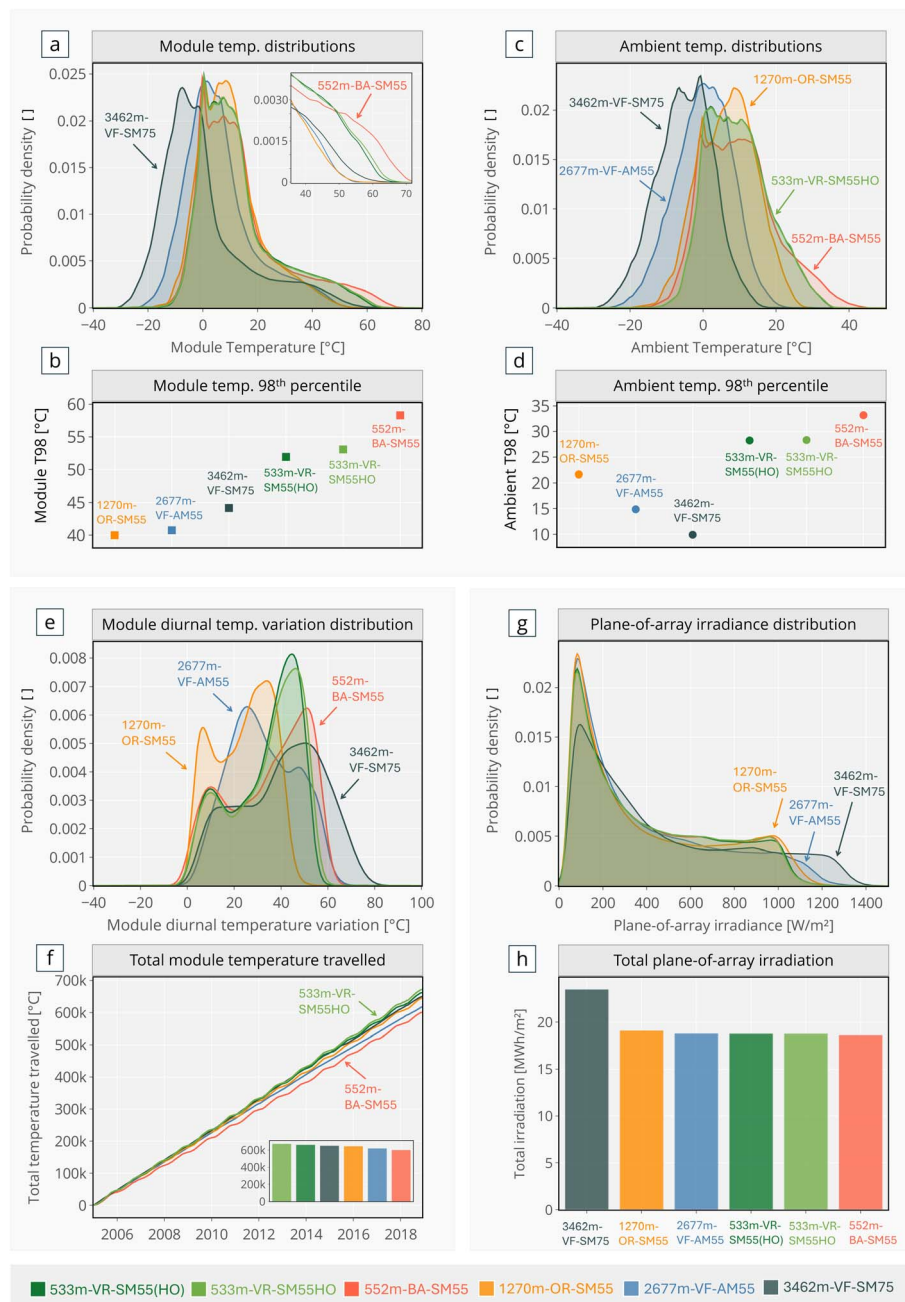 a
Module temp. distributions
Probability density [ ]
0.025
0.02
0.015
0.01
0.005
0
−40
−20
0
20
40
60
80
Module Temperature [°C]
3462m-
VF-SM75
552m-BA-SM55
0.0030
0.0015
0
40
50
60
70
c
Ambient temp. distributions
Probability density [ ]
0.02
0.015
0.01
0.005
0
−40
−20
0
20
40
Ambient Temperature [°C]
3462m-VF-SM75
1270m-OR-SM55
2677m-VF-AM55
533m-VR-SM55HO
552m-BA-SM55
b
Module temp. 98th percentile
Module T98 [°C]
60
55
50
45
40
1270m-
OR-SM55
2677m-
VF-AM55
3462m-
VF-SM75
533m-VR-
SM55(HO)
533m-VR-
SM55HO
552m-
BA-SM55
d
Ambient temp. 98th percentile
Ambient T98 [°C]
35
30
25
20
15
10
1270m-
OR-SM55
2677m-
VF-AM55
3462m-
VF-SM75
533m-VR-
SM55(HO)
533m-VR-
SM55HO
552m-
BA-SM55
e
Module diurnal temp. variation distribution
Probability density [ ]
0.008
0.007
0.006
0.005
0.004
0.003
0.002
0.001
0
−40
−20
0
20
40
60
80
100
Module diurnal temperature variation [°C]
2677m-
VF-AM55
1270m-
OR-SM55
552m-
BA-SM55
3462m-
VF-SM75
g
Plane-of-array irradiance distribution
Probability density [ ]
0.02
0.015
0.01
0.005
0
0
200
400
600
800
1000
1200
1400
Plane-of-array irradiance [W/m²]
1270m-
OR-SM55
2677m-
VF-AM55
3462m-
VF-SM75
f
Total module temperature travelled
Total temperature travelled [°C]
700k
600k
500k
400k
300k
200k
100k
0
2006
2008
2010
2012
2014
2016
2018
533m-VR-
SM55HO
552m-
BA-SM55
600k
400k
200k
0
h
Total plane-of-array irradiation
Total irradiation [MWh/m²]
20
15
10
5
0
3462m-
VF-SM75
1270m-
OR-SM55
2677m-
VF-AM55
533m-VR-
SM55(HO)
533m-VR-
SM55HO
552m-
BA-SM55
533m-VR-SM55(HO) 533m-VR-SM55HO 552m-BA-SM55 1270m-OR-SM55 2677m-VF-AM55 3462m-VF-SM75